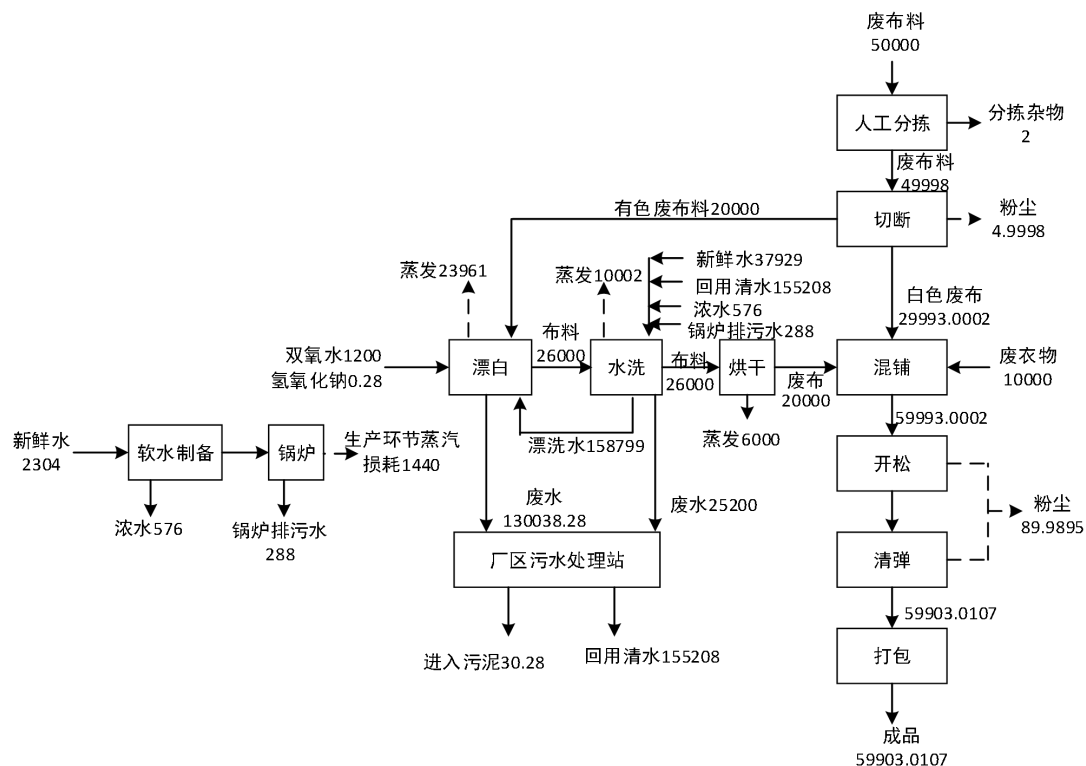 废布料
50000
人工分拣
分拣杂物
2
废布料
49998
有色废布料20000
切断
粉尘
4.9998
蒸发23961
蒸发10002
新鲜水37929
回用清水155208
浓水576
锅炉排污水288
白色废布
29993.0002
双氧水1200
氢氧化钠0.28
漂白
布料
26000
水洗
布料
26000
烘干
废布
20000
混铺
废衣物
10000
漂洗水158799
蒸发6000
59993.0002
新鲜水
2304
软水制备
锅炉
生产环节蒸汽
损耗1440
开松
浓水576
锅炉排污水
288
废水
130038.28
废水25200
粉尘
89.9895
厂区污水处理站
清弹
59903.0107
进入污泥30.28
回用清水155208
打包
成品
59903.0107